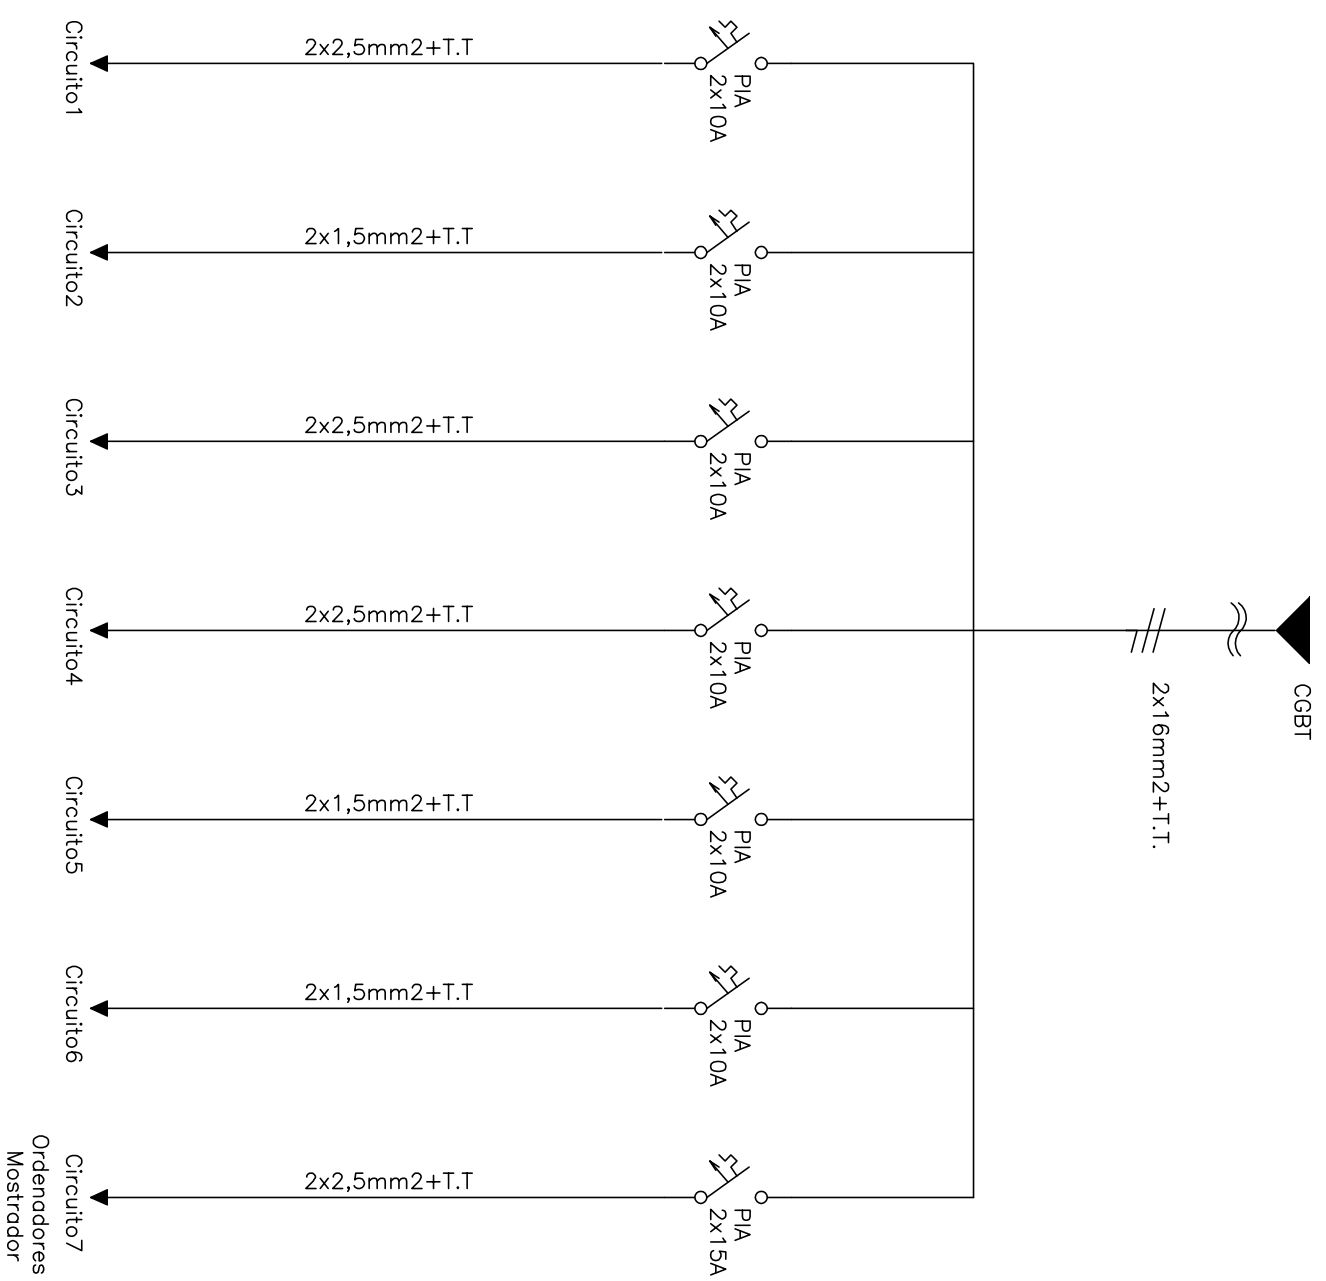 CGBT
2x16mm2+T.T.
PIA
2x10A
2x2,5mm2+T.T
Circuito1
PIA
2x10A
2x1,5mm2+T.T
Circuito2
PIA
2x10A
2x2,5mm2+T.T
Circuito3
PIA
2x10A
2x2,5mm2+T.T
Circuito4
PIA
2x10A
2x1,5mm2+T.T
Circuito5
PIA
2x10A
2x1,5mm2+T.T
Circuito6
PIA
2x15A
2x2,5mm2+T.T
Circuito7
Ordenadores
Mostrador